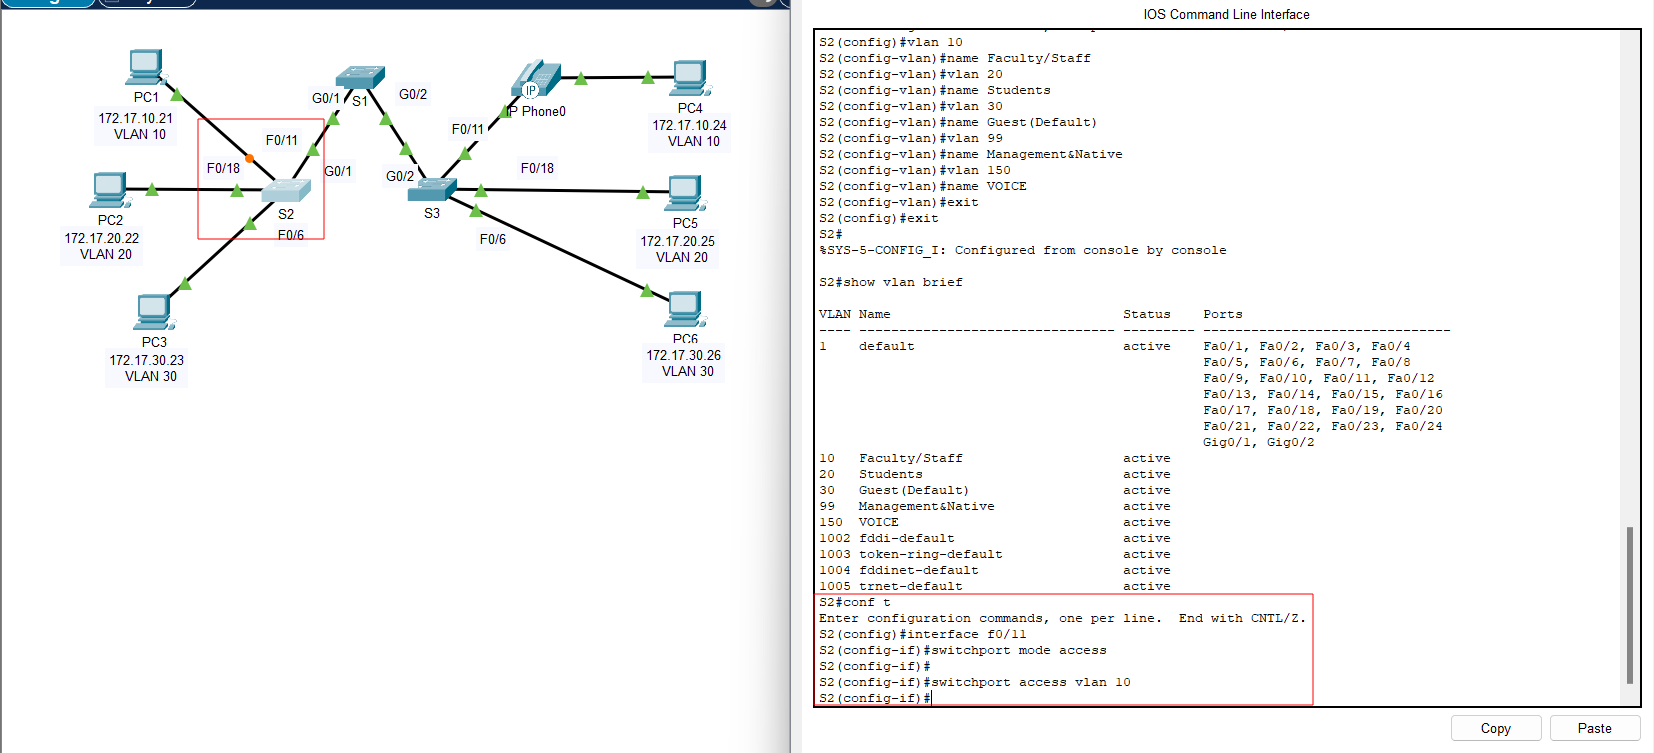 PC1
172.17.10.21
VLAN 10
F0/11
F0/18
PC2
172.17.20.22
VLAN 20
S2
F0/6
PC3
172.17.30.23
VLAN 30
G0/1
S1
G0/2
G0/1
G0/2
S3
F0/11
IP
IP Phone0
F0/18
F0/6
PC4
172.17.10.24
VLAN 10
PC5
172.17.20.25
VLAN 20
PC6
172.17.30.26
VLAN 30
IOS Command Line Interface
S2(config)#vlan 10
S2(config-vlan)#name Faculty/Staff
S2(config-vlan)#vlan 20
S2(config-vlan)#name Students
S2(config-vlan)#vlan 30
S2(config-vlan)#name Guest(Default)
S2(config-vlan)#vlan 99
S2(config-vlan)#name Management&Native
S2(config-vlan)#vlan 150
S2(config-vlan)#name VOICE
S2(config-vlan)#exit
S2(config)#exit
S2#
%SYS-5-CONFIG_I: Configured from console by console
S2#show vlan brief
VLAN Name Status Ports
---- -------------------------------- --------- -------------------------------
1 default active Fa0/1, Fa0/2, Fa0/3, Fa0/4
Fa0/5, Fa0/6, Fa0/7, Fa0/8
Fa0/9, Fa0/10, Fa0/11, Fa0/12
Fa0/13, Fa0/14, Fa0/15, Fa0/16
Fa0/17, Fa0/18, Fa0/19, Fa0/20
Fa0/21, Fa0/22, Fa0/23, Fa0/24
Gig0/1, Gig0/2
10 Faculty/Staff active
20 Students active
30 Guest(Default) active
99 Management&Native active
150 VOICE active
1002 fddi-default active
1003 token-ring-default active
1004 fddinet-default active
1005 trnet-default active
S2#conf t
Enter configuration commands, one per line. End with CNTL/Z.
S2(config)#interface f0/11
S2(config-if)#switchport mode access
S2(config-if)#
S2(config-if)#switchport access vlan 10
S2(config-if)#
Copy
Paste